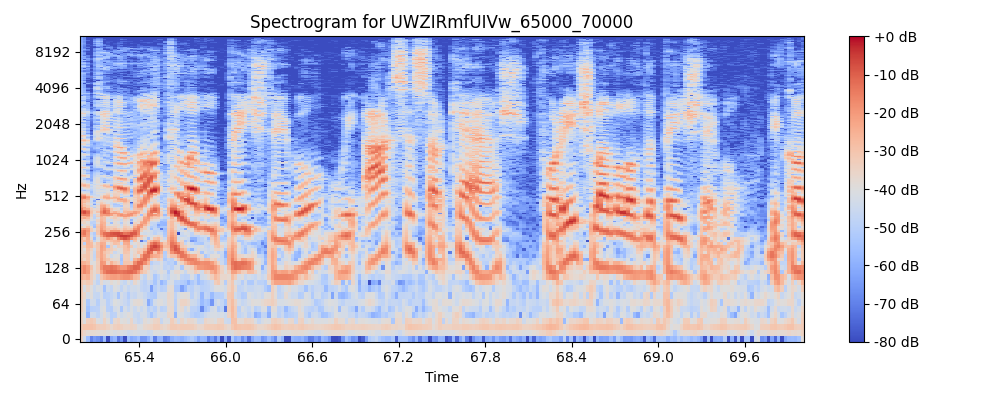 Spectrogram for UWZIRmfUIVw_65000_70000
+0 dB
8192
-10 dB
4096
-20 dB
2048
-30 dB
1024
Hz
-40 dB
512
-50 dB
256
-60 dB
128
-70 dB
64
0
-80 dB
65.4 66.0 66.6 67.2 67.8 68.4 69.0 69.6
Time